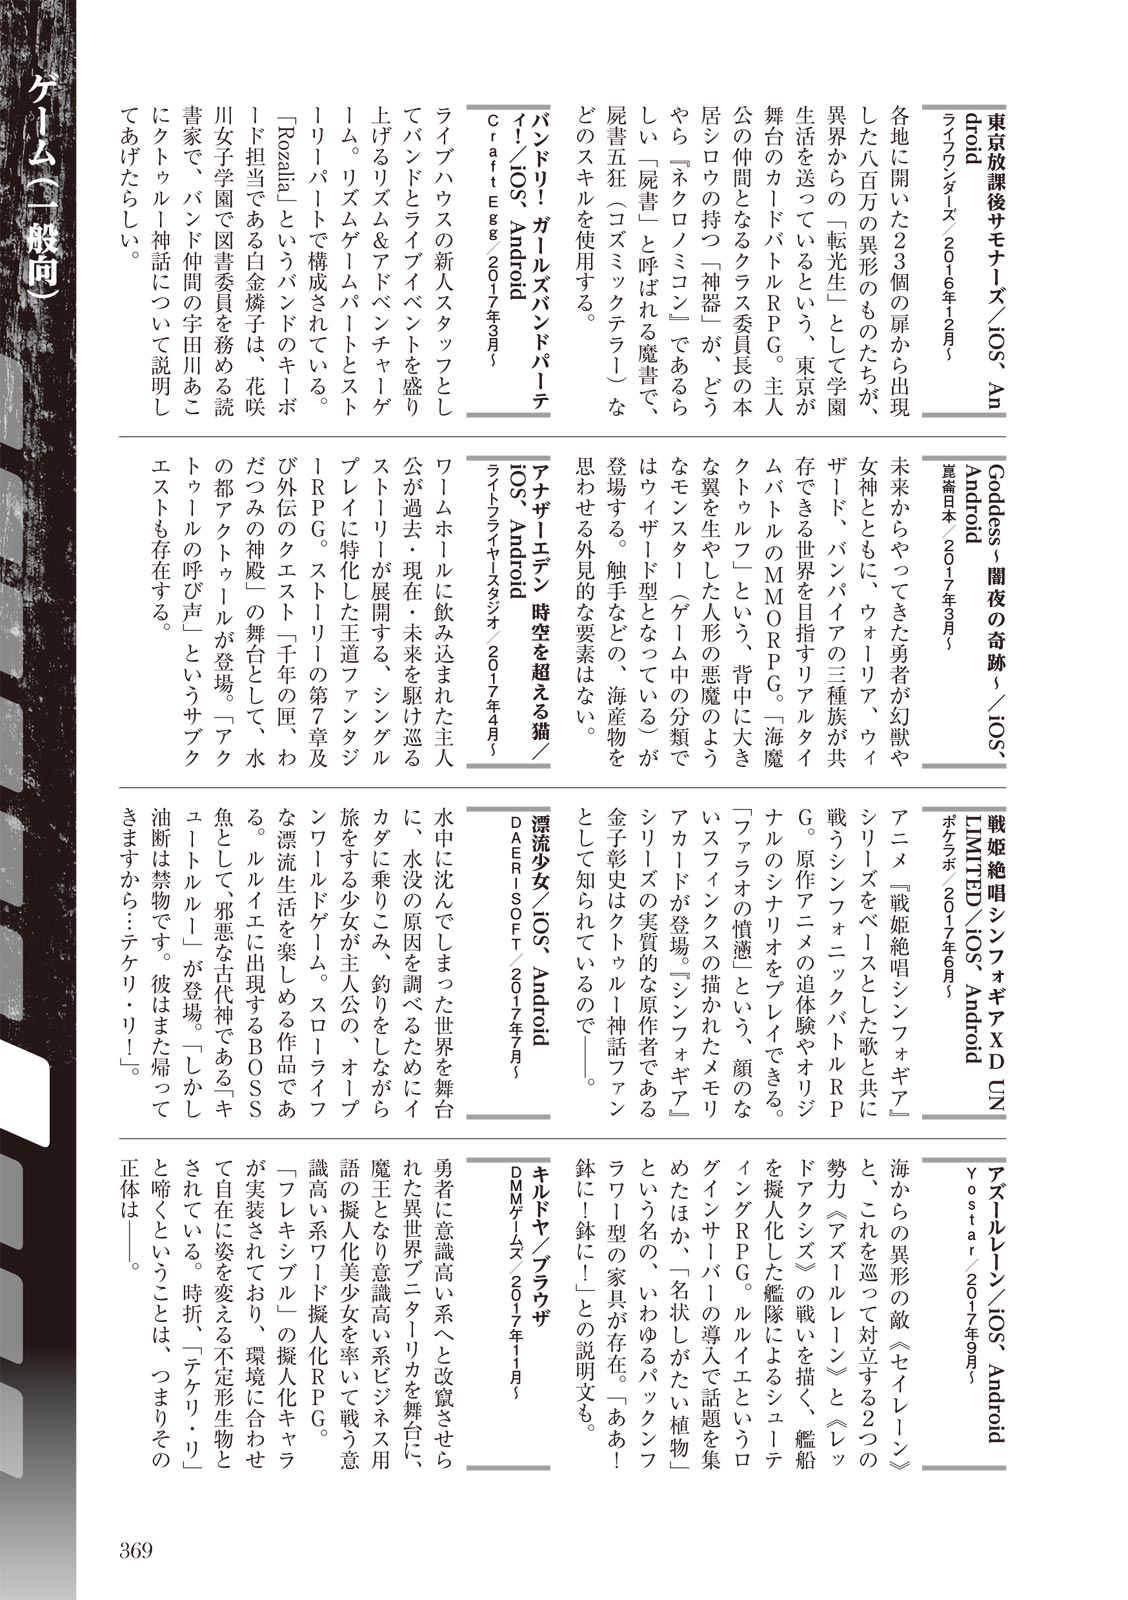 ゲーム（一般向）
東京放課後サモナーズ／iOS、An
droid
ライフワンダーズ／2016年12月〜
各地に開いた23個の扉から出現
した八百万の異形のものたちが、
異界からの「転光生」として学園
生活を送っているという、東京が
舞台のカードバトルRPG。主人
公の仲間となるクラス委員長の本
居シロウの持つ「神器」が、どう
やら『ネクロノミコン』であるら
しい「屍書」と呼ばれる魔書で、
屍書五狂（コズミックテラー）な
どのスキルを使用する。
バンドリ！ ガールズバンドパーテ
ィ！／iOS、Android
Craft Egg／2017年3月〜
ライブハウスの新人スタッフとし
てバンドとライブイベントを盛り
上げるリズム＆アドベンチャーゲ
ーム。リズムゲームパートとスト
ーリーパートで構成されている。
「Rozalia」というバンドのキーボ
ード担当である白金燐子は、花咲
川女子学園で図書委員を務める読
書家で、バンド仲間の宇田川あこ
にクトゥルー神話について説明し
てあげたらしい。
Goddess〜闇夜の奇跡〜／iOS、
Android
崑崙日本／2017年3月〜
未来からやってきた勇者が幻獣や
女神とともに、ウォーリア、ウィ
ザード、バンパイアの三種族が共
存できる世界を目指すリアルタイ
ムバトルのMMORPG。「海魔
クトゥルフ」という、背中に大き
な翼を生やした人形の悪魔のよう
なモンスター（ゲーム中の分類で
はウィザード型となっている）が
登場する。触手などの、海産物を
思わせる外見的な要素はない。
アナザーエデン 時空を超える猫／
iOS、Android
ライトフライヤースタジオ／2017年4月〜
ワームホールに飲み込まれた主人
公が過去・現在・未来を駆け巡る
ストーリーが展開する、シングル
プレイに特化した王道ファンタジ
ーRPG。ストーリーの第7章及
び外伝のクエスト「千年の匣、わ
だつみの神殿」の舞台として、水
の都アクトゥールが登場。「アク
トゥールの呼び声」というサブク
エストも存在する。
戦姫絶唱シンフォギアXD UN
LIMITED／iOS、Android
ポケラボ／2017年6月〜
アニメ『戦姫絶唱シンフォギア』
シリーズをベースとした歌と共に
戦うシンフォニックバトルRP
G。原作アニメの追体験やオリジ
ナルのシナリオをプレイできる。
「ファラオの憤懣」という、顔のな
いスフィンクスの描かれたメモリ
アカードが登場。『シンフォギア』
シリーズの実質的な原作者である
金子彰史はクトゥルー神話ファン
として知られているので――。
漂流少女／iOS、Android
DAERISOFT／2017年7月〜
水中に沈んでしまった世界を舞台
に、水没の原因を調べるためにイ
カダに乗りこみ、釣りをしながら
旅をする少女が主人公の、オープ
ンワールドゲーム。スローライフ
な漂流生活を楽しめる作品であ
る。ルルイエに出現するBOSS
魚として、邪悪な古代神である「キ
ュートルルー」が登場。「しかし
油断は禁物です。彼はまた帰って
きますから…テケリ・リ！」。
アズールレーン／iOS、Android
Yostar／2017年9月〜
海からの異形の敵《セイレーン》
と、これを巡って対立する2つの
勢力《アズールレーン》と《レッ
ドアクシズ》の戦いを描く、艦船
を擬人化した艦隊によるシューテ
ィングRPG。ルルイエというロ
グインサーバーの導入で話題を集
めたほか、「名状しがたい植物」
という名の、いわゆるパックンフ
ラワー型の家具が存在。「ああ！
鉢に！鉢に！」との説明文も。
キルドヤ／ブラウザ
DMMゲームズ／2017年11月〜
勇者に意識高い系へと改竄させら
れた異世界ブニターリカを舞台に、
魔王となり意識高い系ビジネス用
語の擬人化美少女を率いて戦う意
識高い系ワード擬人化RPG。
「フレキシブル」の擬人化キャラ
が実装されており、環境に合わせ
て自在に姿を変える不定形生物と
されている。時折、「テケリ・リ」
と啼くということは、つまりその
正体は――。
369